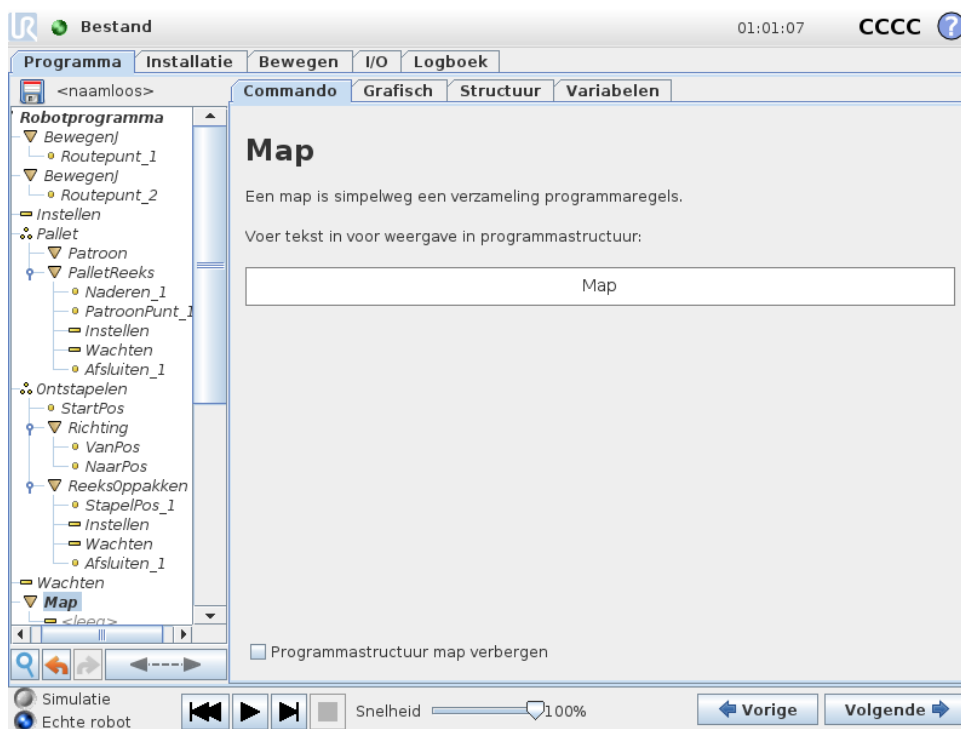 UR Bestand 01:01:07 CCCC ?
Programma Installatie Bewegen I/O Logboek
<naamloos>
Commando Grafisch Structuur Variabelen
Robotprogramma
BewegenJ
Routepunt_1
BewegenJ
Routepunt_2
Instellen
Pallet
Patroon
PalletReeks
Naderen_1
PatroonPunt_1
Instellen
Wachten
Afsluiten_1
Ontstapelen
StartPos
Richting
VanPos
NaarPos
ReeksOppakken
StapelPos_1
Instellen
Wachten
Afsluiten_1
Wachten
Map
<leeg>
Map
Een map is simpelweg een verzameling programmaregels.
Voer tekst in voor weergave in programmastructuur:
Map
Programmastructuur map verbergen
Simulatie
Echte robot
Snelheid 100%
Vorige Volgende